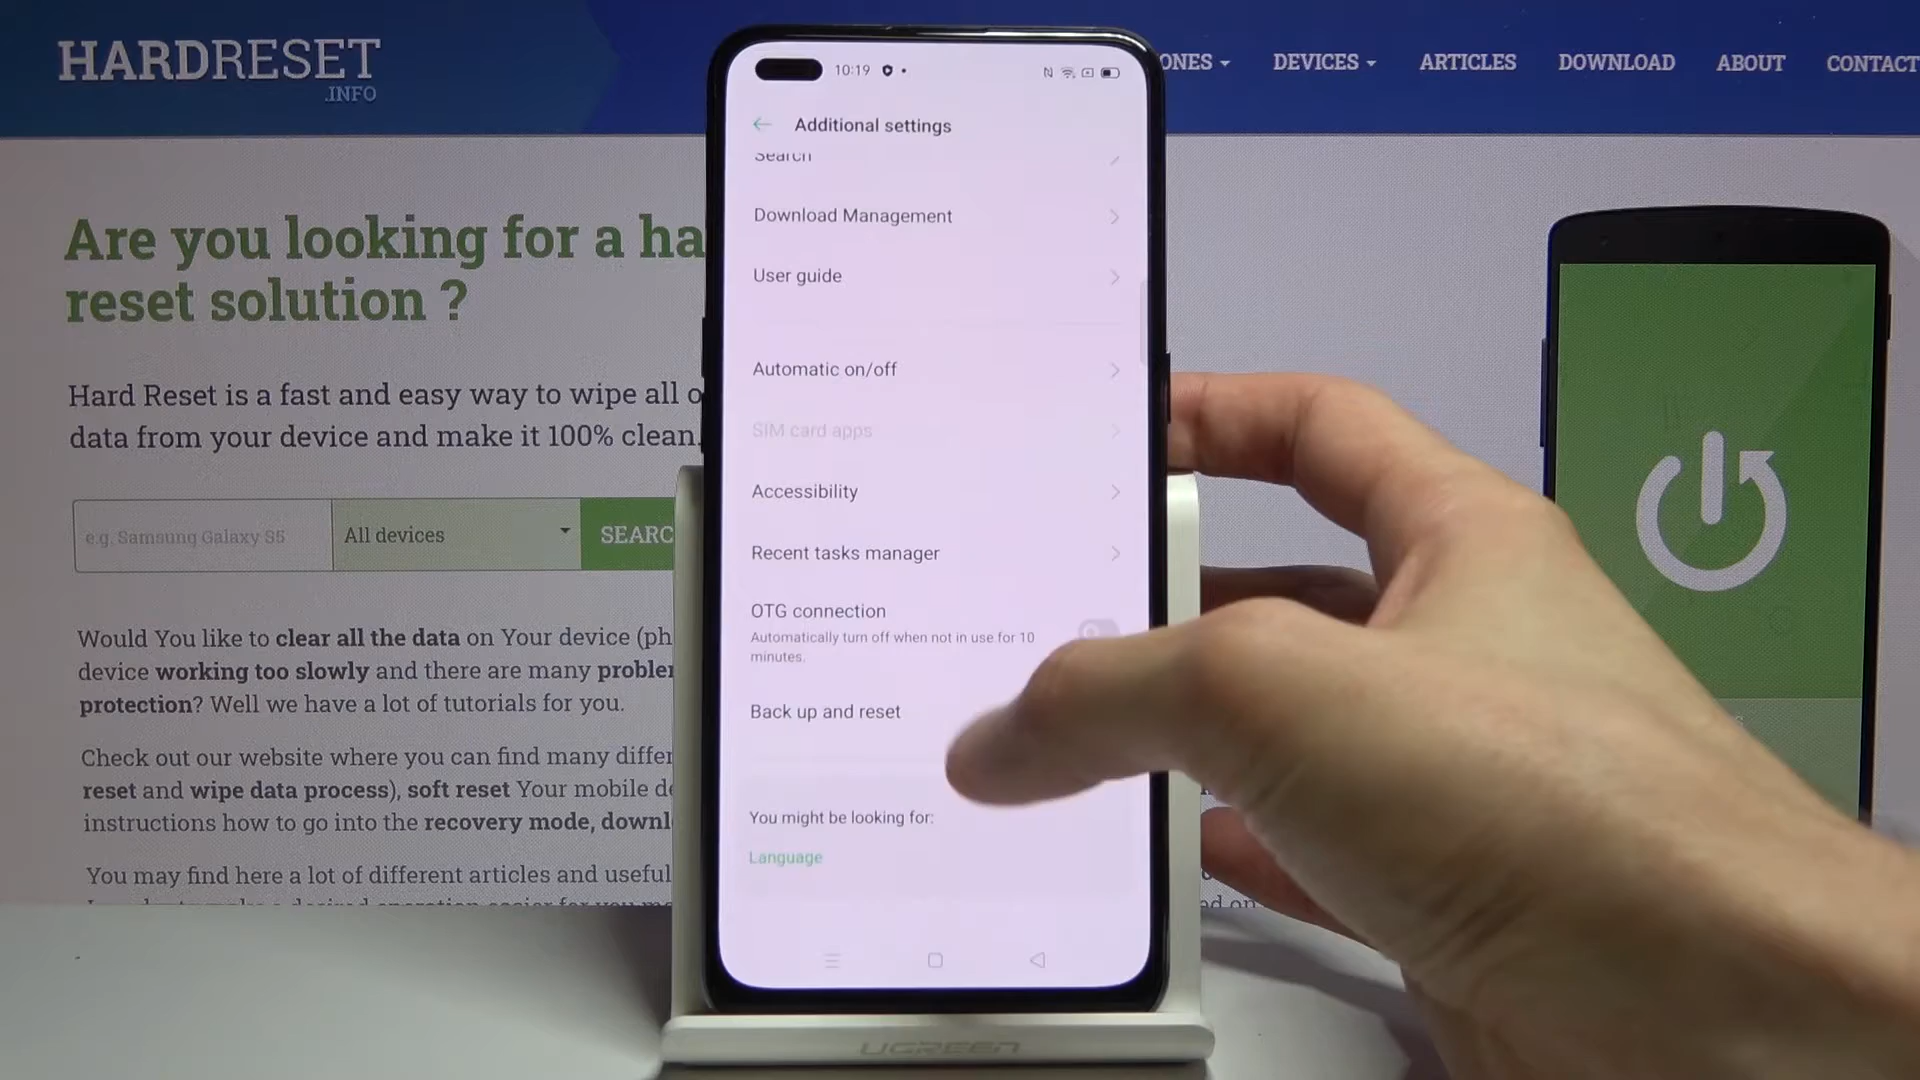 HARDRESET
.INFO
ONES
DEVICES
ARTICLES
DOWNLOAD
ABOUT
CONTACT
Are you looking for a ha
reset solution ?
Hard Reset is a fast and easy way to wipe all o
data from your device and make it 100% clean.
e.g. Samsung Galaxy S5
All devices
SEARC
Would You like to clear all the data on Your device (ph
device working too slowly and there are many problem
protection? Well we have a lot of tutorials for you.
Check out our website where you can find many differ
reset and wipe data process), soft reset Your mobile de
instructions how to go into the recovery mode, downl
You may find here a lot of different articles and useful
10:19
Additional settings
Search
Download Management
User guide
Automatic on/off
SIM card apps
Accessibility
Recent tasks manager
OTG connection
Automatically turn off when not in use for 10
minutes.
Back up and reset
You might be looking for:
Language
UGREEN